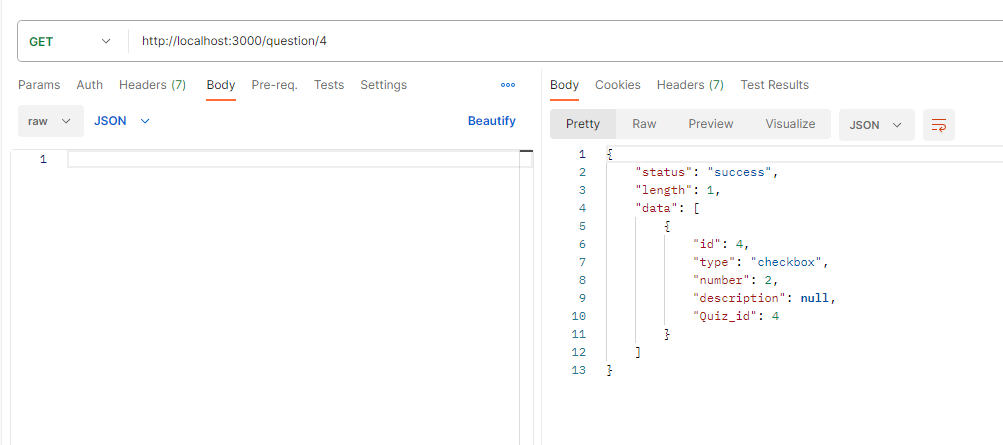 GET http://localhost:3000/question/4
Params Auth Headers (7) Body Pre-req. Tests Settings
raw JSON Beautify
1
Body Cookies Headers (7) Test Results
Pretty Raw Preview Visualize JSON
1 {
2 "status": "success",
3 "length": 1,
4 "data": [
5 {
6 "id": 4,
7 "type": "checkbox",
8 "number": 2,
9 "description": null,
10 "Quiz_id": 4
11 }
12 ]
13 }